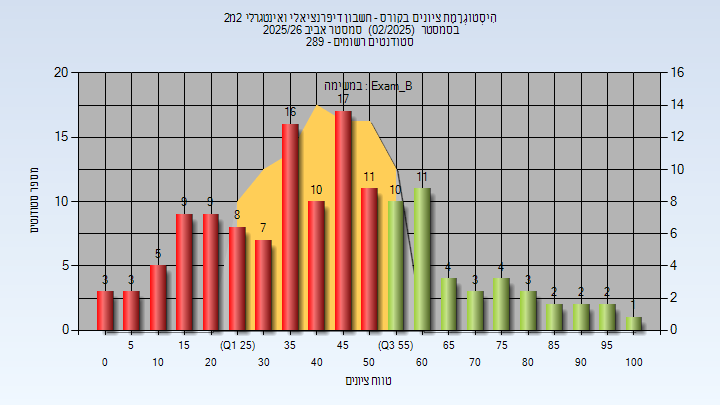 הִיסְטוֹגְרָמַת ציונים בקורס - חשבון דיפרנציאלי ואינטגרלי 2מ2
בסמסטר (02/2025) סמסטר אביב 2025/26
סטודנטים רשומים - 289
במשימה : Exam_B
מספר סטודנטים
20
15
10
5
0
16
14
12
10
8
6
4
2
0
3 3 5 9 9 8 7 16 10 17 11 10 11 4 3 4 3 2 2 2 1
5 15 (Q1 25) 35 45 (Q3 55) 65 75 85 95
0 10 20 30 40 50 60 70 80 90 100
טווח ציונים